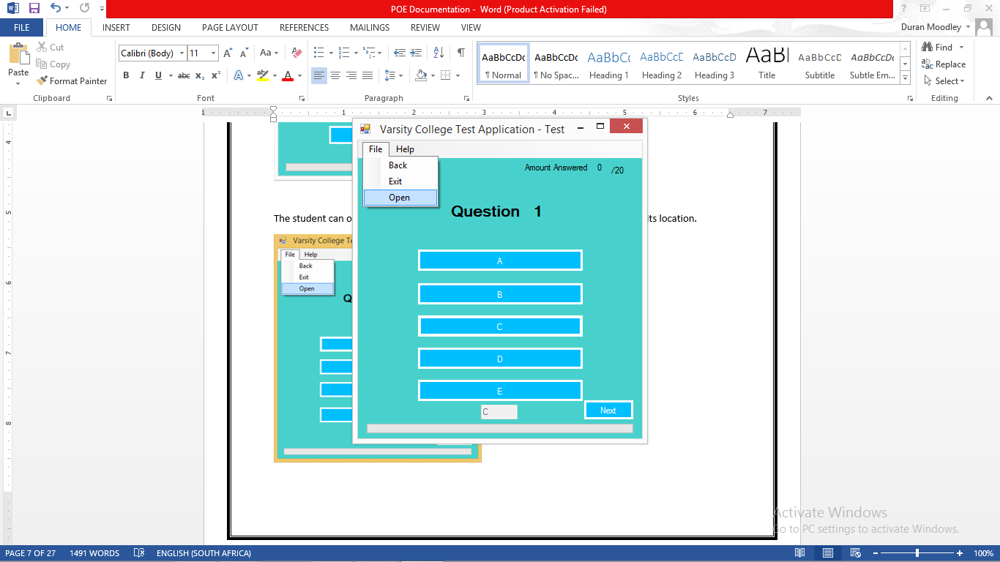 POE Documentation - Word (Product Activation Failed)
FILE HOME INSERT DESIGN PAGE LAYOUT REFERENCES MAILINGS REVIEW VIEW Duran Moodley
Paste
Cut
Copy
Format Painter
Clipboard
Calibri (Body) 11
Font
Paragraph
AaBbCcDc AaBbCcDc AaBbCc AaBbCcD AaBbCcD AaBl AaBbCcD AaBbCcDc
¶ Normal ¶ No Spac... Heading 1 Heading 2 Heading 3 Title Subtitle Subtle Em...
Styles
Find
Replace
Select
Editing
1 1 2 3 4 5 6 7
4
5
6
7
8
The student can o
its location.
Varsity College Te
File Help
Back
Exit
Open
Q
Varsity College Test Application - Test
File Help
Back
Exit
Open
Amount Answered 0 /20
Question 1
A
B
C
D
E
C
Next
Activate Windows
Go to PC settings to activate Windows.
PAGE 7 OF 27 1491 WORDS ENGLISH (SOUTH AFRICA) 100%